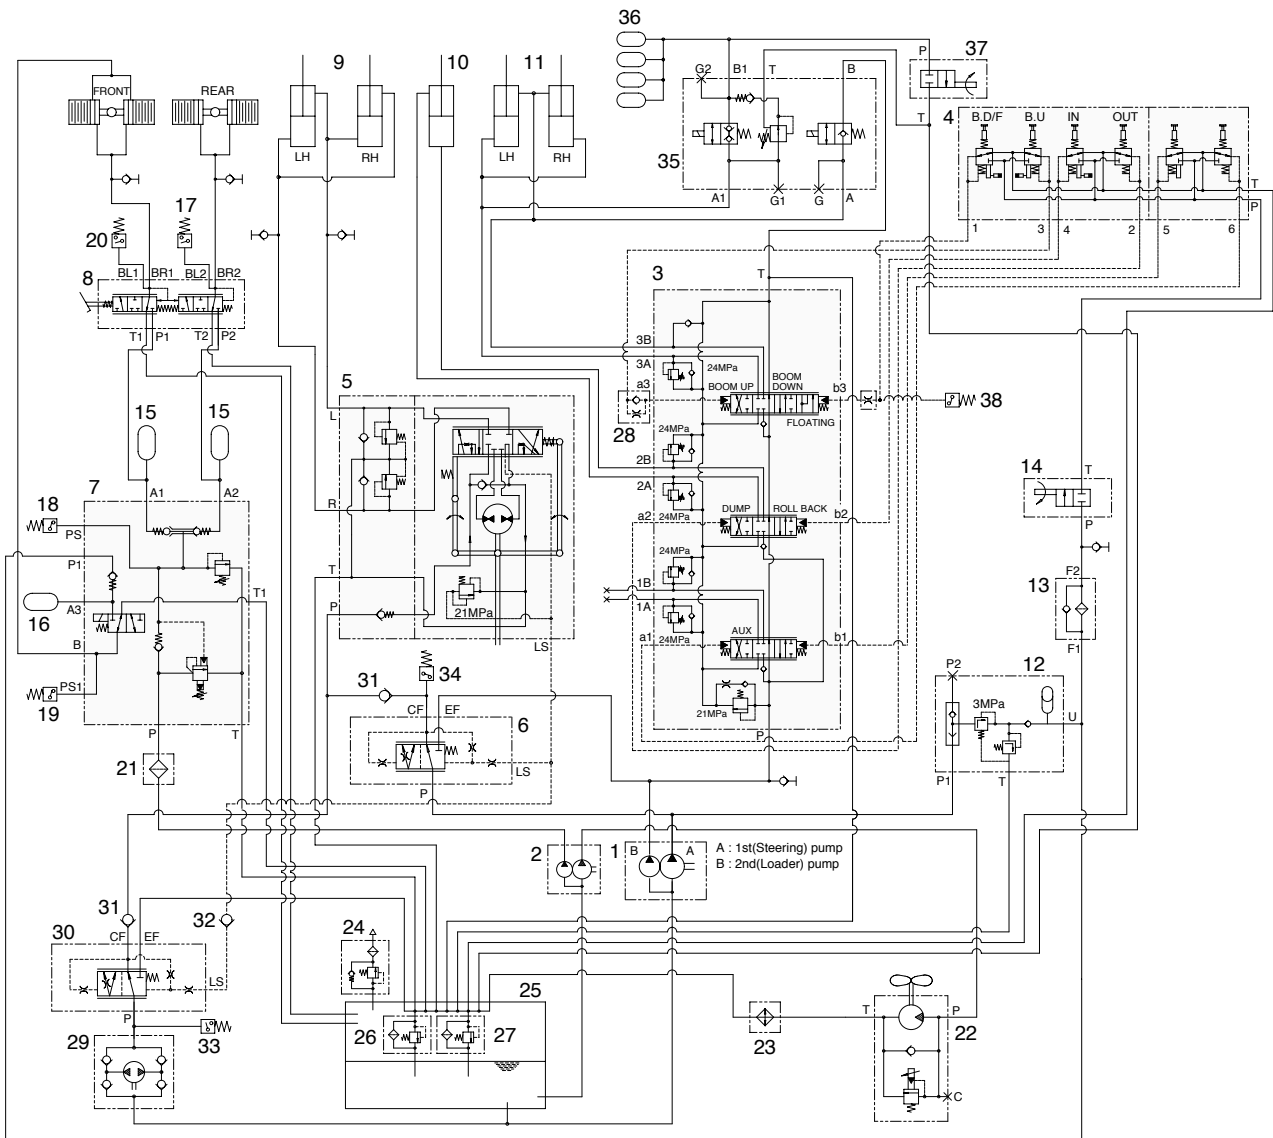 36
P
37
9
10
11
G2
B1
T
B
FRONT
REAR
T
4
B.D/F
B.U
IN
OUT
LH
RH
LH
RH
35
A1
G1
G
A
T
P
1
3
4
2
5
6
20
17
8
BL1
BR1
BL2
BR2
T1
P1
T2
P2
T
3
3B
3A
24MPa
a3
BOOM UP
BOOM
DOWN
b3
FLOATING
38
28
5
L
15
15
24MPa
2B
2A
14
T
P
R
18
7
A1
A2
PS
a2
24MPa
DUMP
ROLL BACK
b2
P1
T1
24MPa
1B
1A
F2
13
F1
T
P
21MPa
16
A3
a1
24MPa
AUX
b1
B
LS
19
PS1
34
31
CF
EF
6
21MPa
P
P2
12
3MPa
U
P
T
21
LS
P
P1
T
2
1
B
A
A : 1st(Steering) pump
B : 2nd(Loader) pump
31
32
30
CF
EF
24
LS
25
P
33
26
27
T
P
23
22
29
C